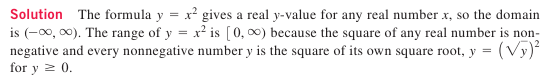 Solution The formula y = x² gives a real y-value for any real number x, so the domain
is (−∞, ∞). The range of y = x² is [0, ∞) because the square of any real number is non-
negative and every nonnegative number y is the square of its own square root, y = (√y)²
for y ≥ 0.